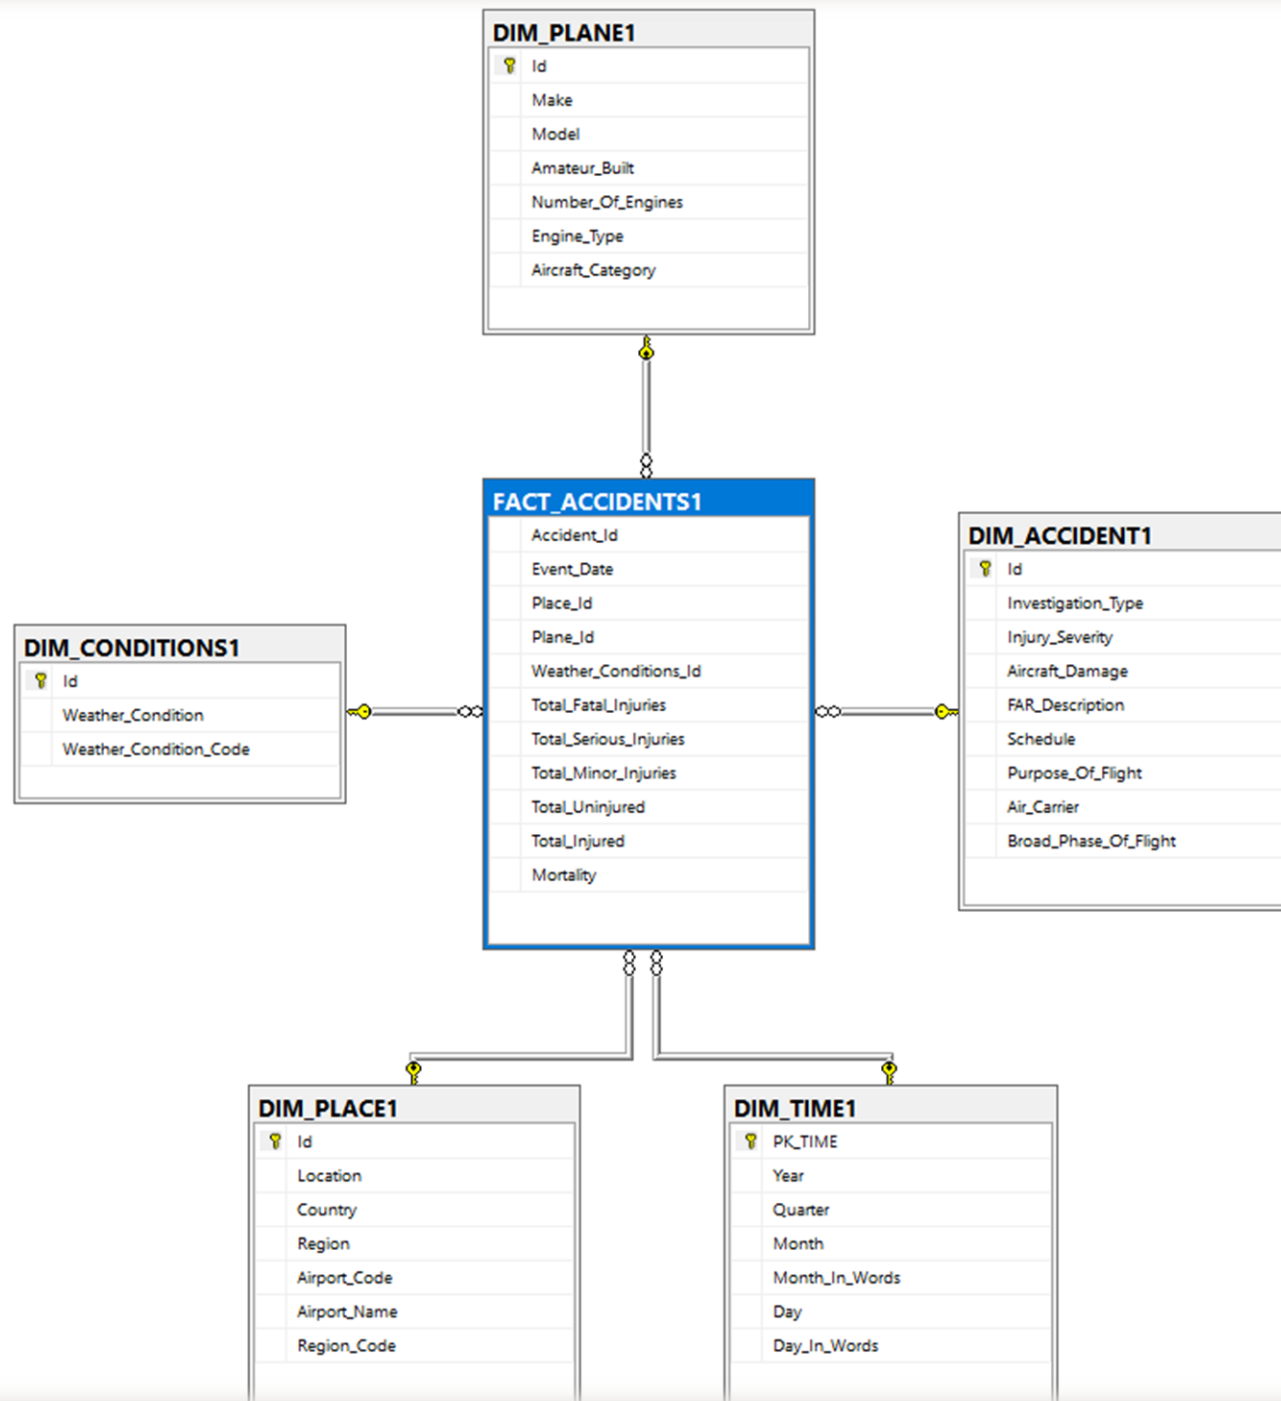 DIM_PLANE1
Id
Make
Model
Amateur_Built
Number_Of_Engines
Engine_Type
Aircraft_Category
FACT_ACCIDENTS1
Accident_Id
Event_Date
Place_Id
Plane_Id
Weather_Conditions_Id
Total_Fatal_Injuries
Total_Serious_Injuries
Total_Minor_Injuries
Total_Uninjured
Total_Injured
Mortality
DIM_ACCIDENT1
Id
Investigation_Type
Injury_Severity
Aircraft_Damage
FAR_Description
Schedule
Purpose_Of_Flight
Air_Carrier
Broad_Phase_Of_Flight
DIM_CONDITIONS1
Id
Weather_Condition
Weather_Condition_Code
DIM_PLACE1
Id
Location
Country
Region
Airport_Code
Airport_Name
Region_Code
DIM_TIME1
PK_TIME
Year
Quarter
Month
Month_In_Words
Day
Day_In_Words